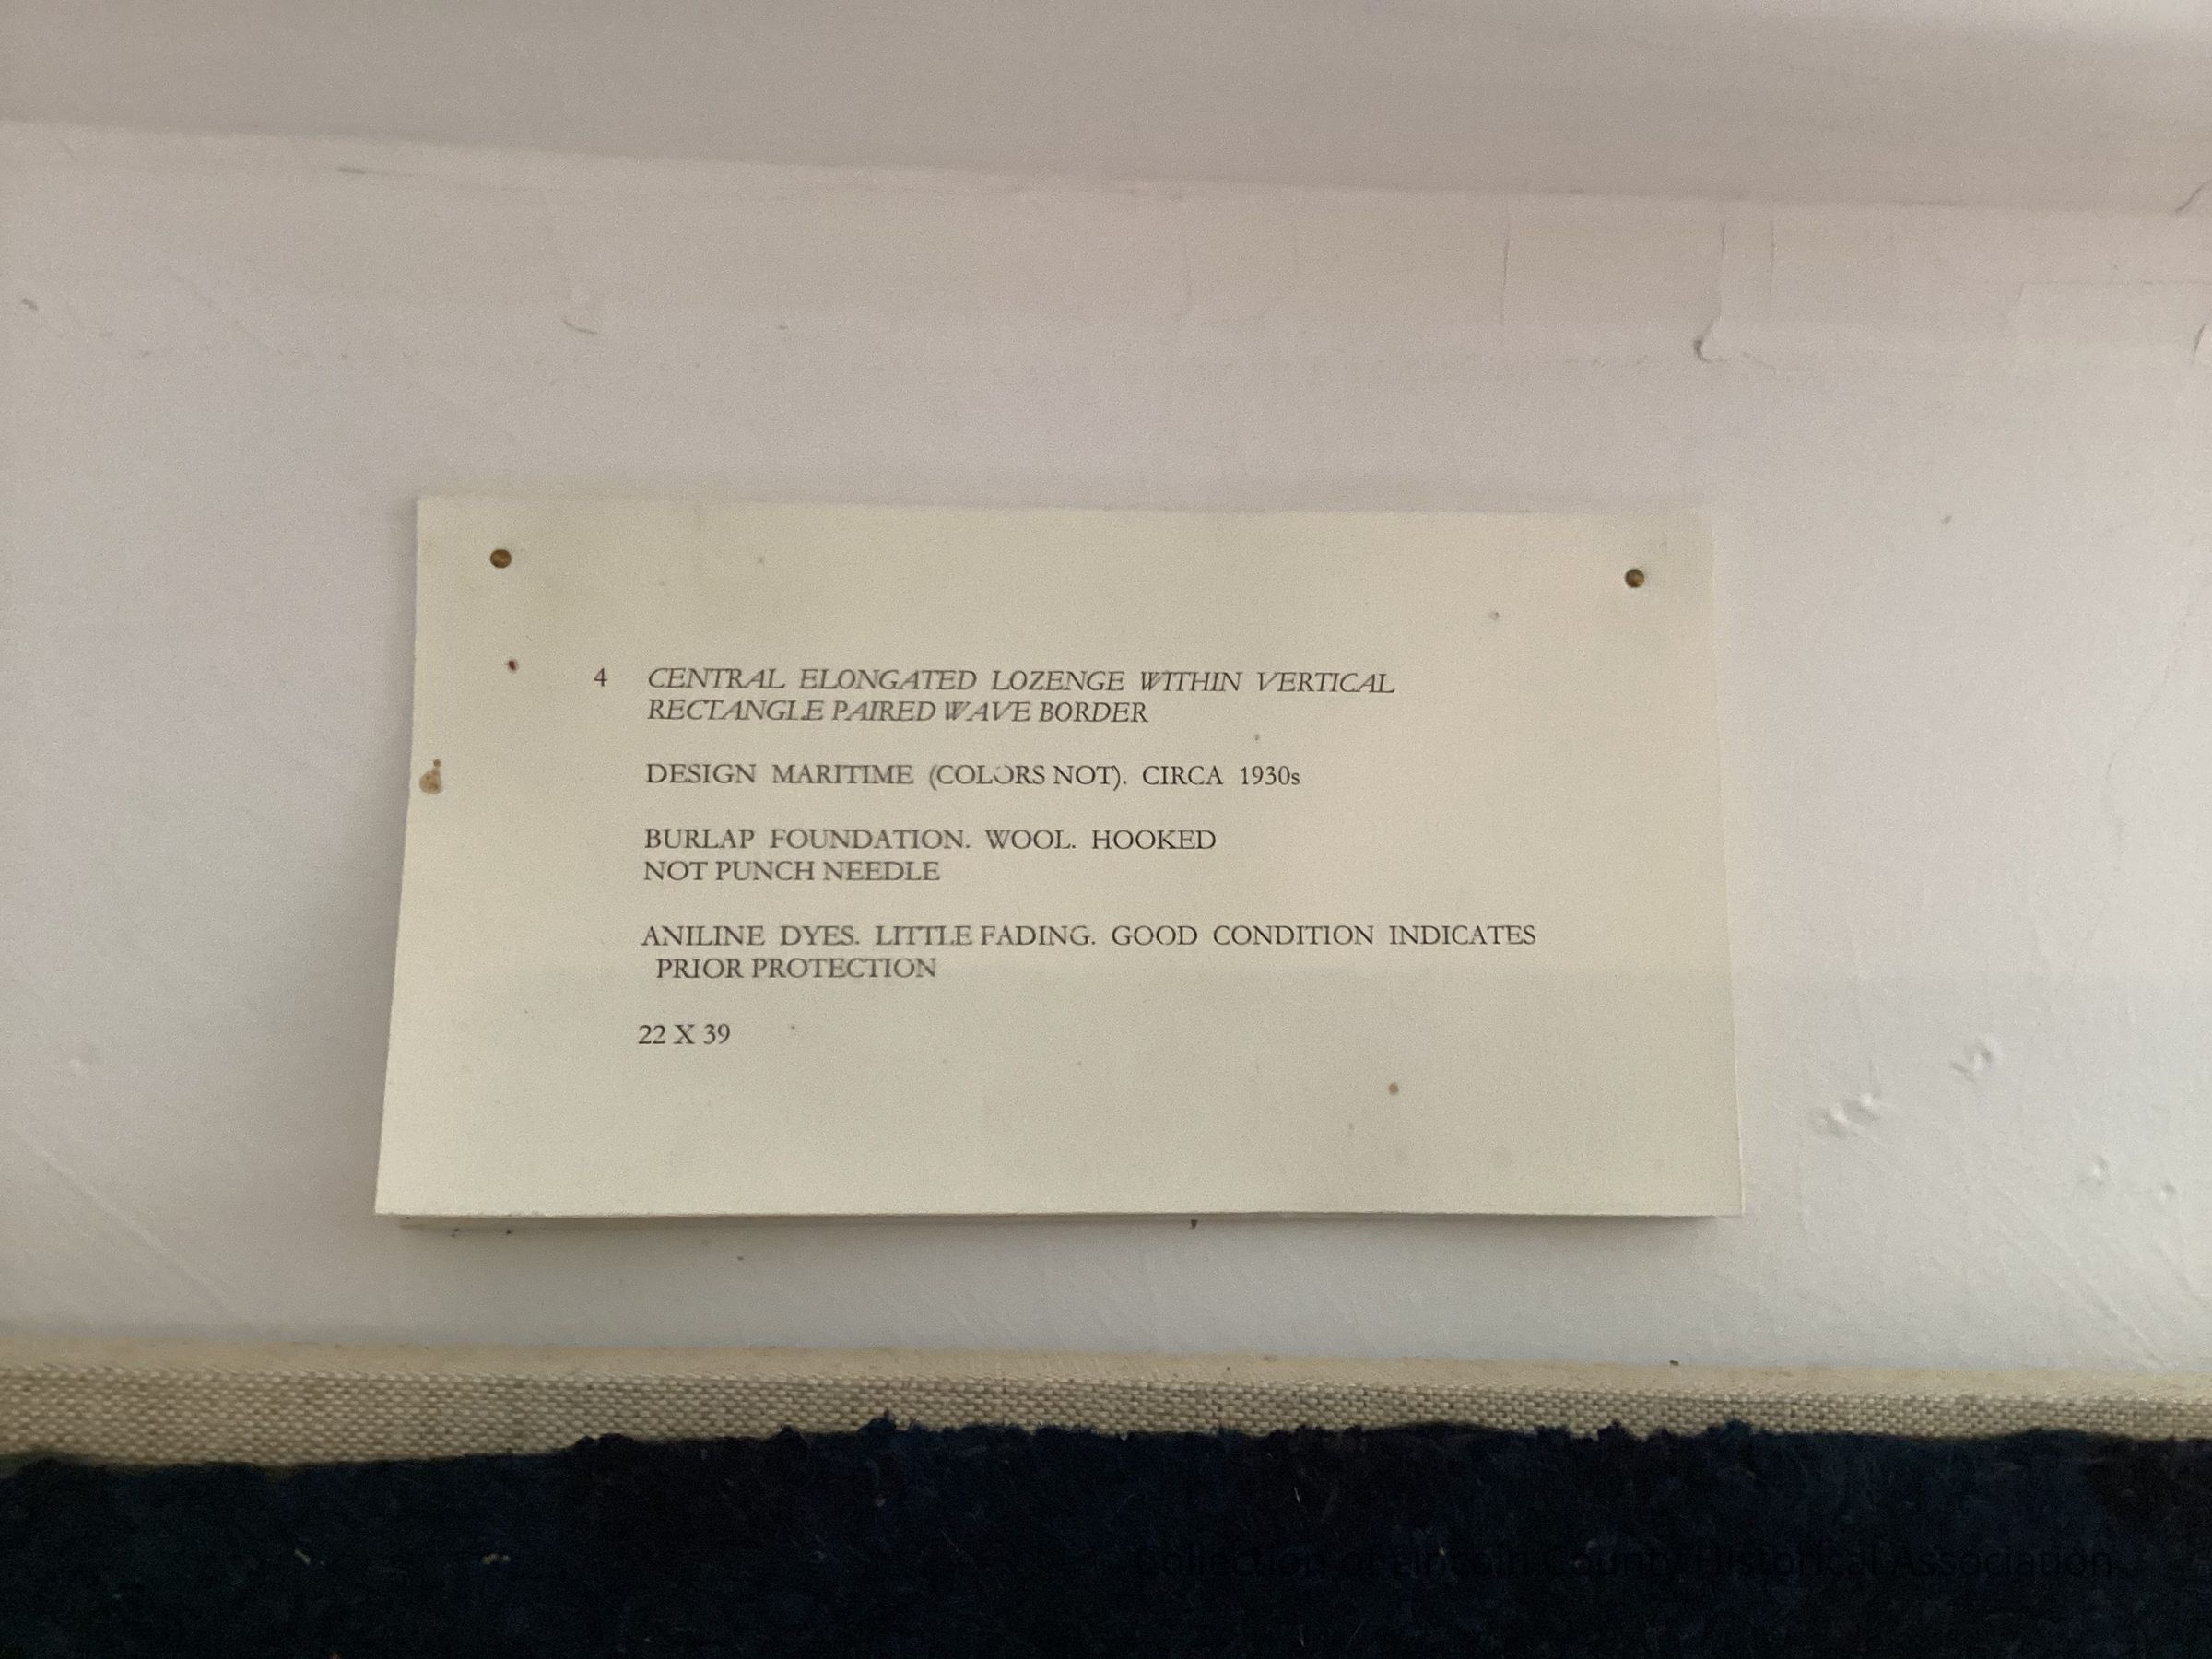 4 CENTRAL ELONGATED LOZENGE WITHIN VERTICAL
RECTANGLE PAIRED WAVE BORDER
DESIGN MARITIME (COLORS NOT). CIRCA 1930s
BURLAP FOUNDATION. WOOL. HOOKED
NOT PUNCH NEEDLE
ANILINE DYES. LITTLE FADING. GOOD CONDITION INDICATES
PRIOR PROTECTION
22 X 39
Collection of Lincoln County Historical Association